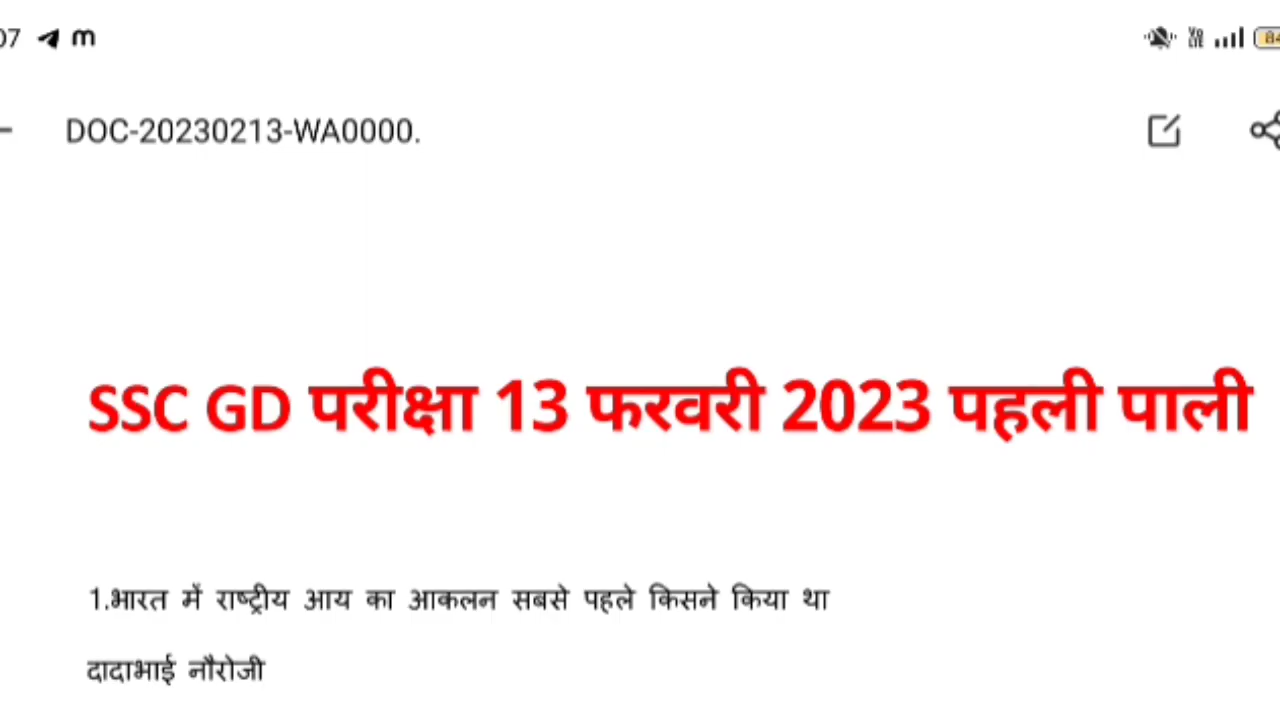 07 m
DOC-20230213-WA0000.
SSC GD परीक्षा 13 फरवरी 2023 पहली पाली
1.भारत में राष्ट्रीय आय का आकलन सबसे पहले किसने किया था
दादाभाई नौरोजी